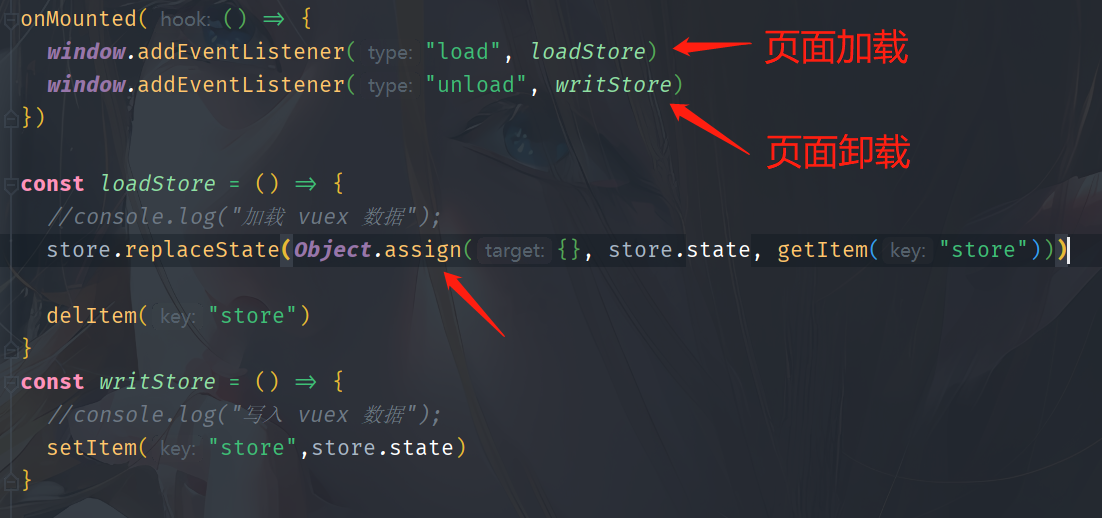 onMounted( hook: () => {
window.addEventListener( type: "load", loadStore)
页面加载
window.addEventListener( type: "unload", writStore)
})
页面卸载
const loadStore = () => {
//console.log("加载 vuex 数据");
store.replaceState(Object.assign( target: {}, store.state, getItem( key: "store")))
delItem( key: "store")
}
const writStore = () => {
//console.log("写入 vuex 数据");
setItem( key: "store",store.state)
}